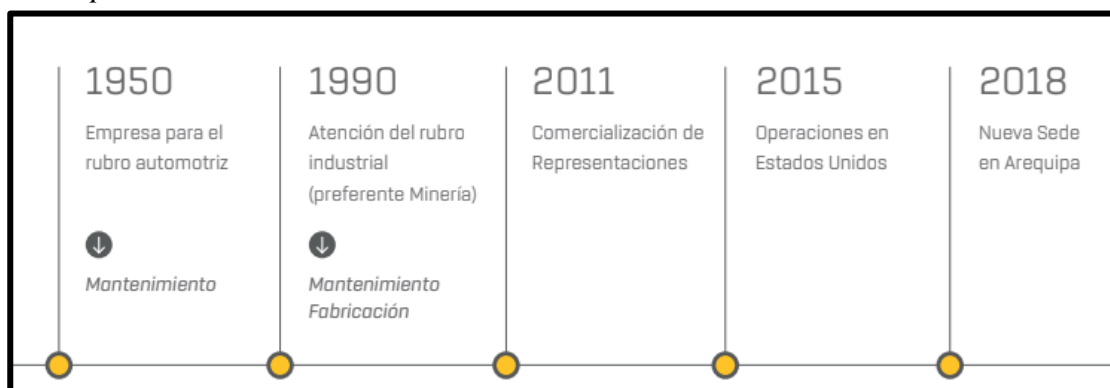 1950
Empresa para el
rubro automotriz
Mantenimiento
1990
Atención del rubro
industrial
(preferente Minería)
Mantenimiento
Fabricación
2011
Comercialización de
Representaciones
2015
Operaciones en
Estados Unidos
2018
Nueva Sede
en Arequipa